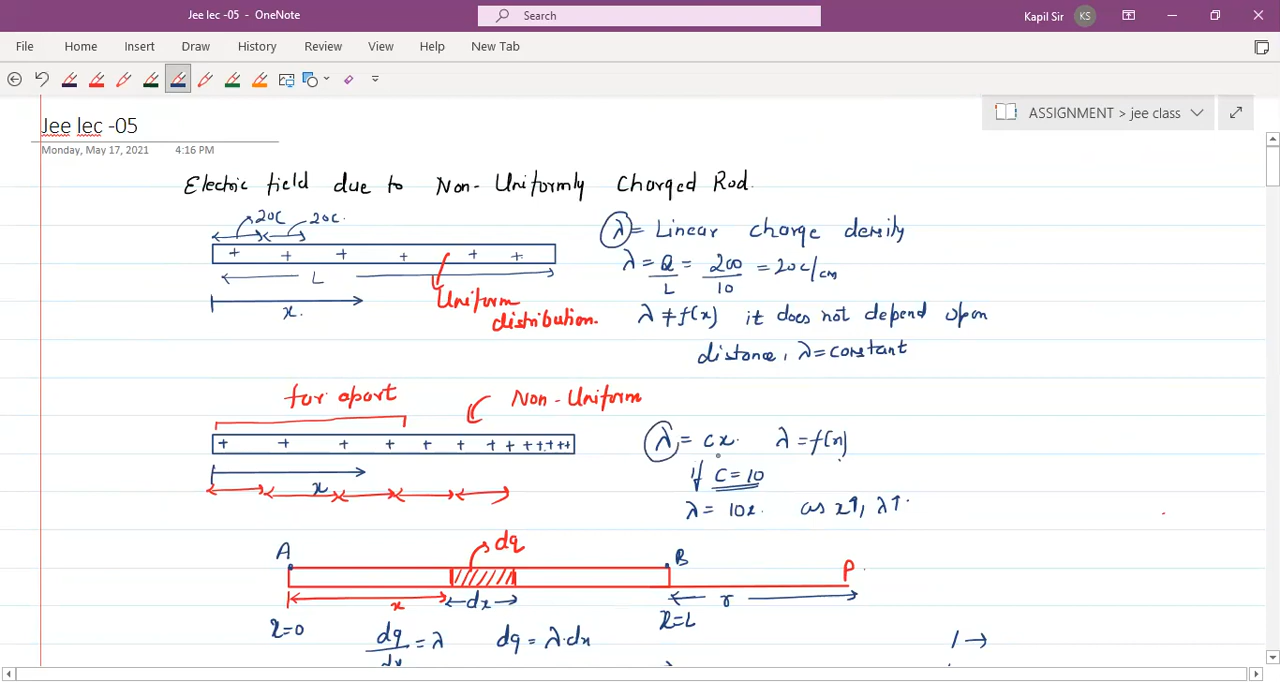 Jee lec -05 - OneNote
Search
Kapil Sir
KS
File Home Insert Draw History Review View Help New Tab
ASSIGNMENT > jee class
Jee lec -05
Monday, May 17, 2021 4:16 PM
Electric field due to Non-Uniformly Charged Rod.
20C 20C.
+ + + + + +
L
x.
Uniform
distribution.
λ = Linear charge density
λ = Q/L = 200/10 = 20 C/cm
λ ≠ f(x) it does not depend upon
distance, λ = constant
far apart
Non-Uniform
+ + + + + + + + + + + + +
x
λ = cx. λ = f(x)
if C = 10
λ = 10x. as x↑, λ↑.
A dq B P
x dx r
x=0 x=L
dq/dx = λ dq = λ.dx